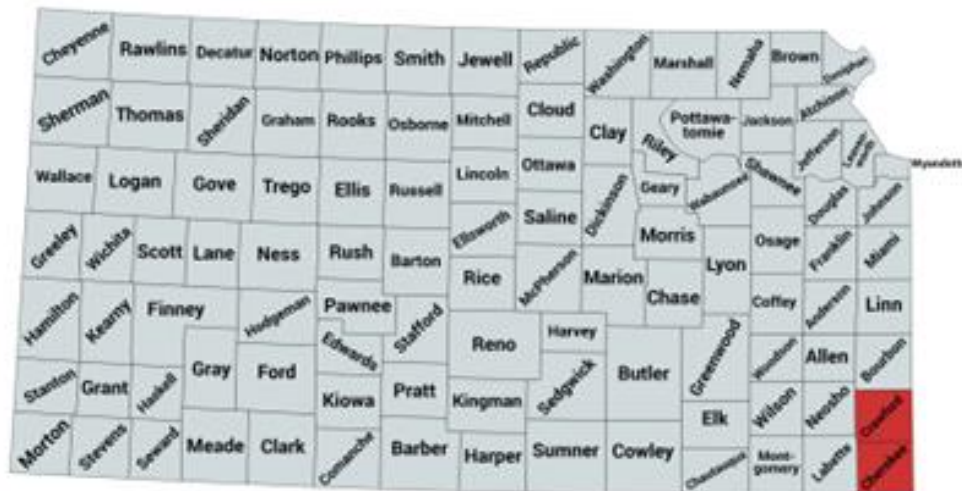 Cheyenne
Rawlins
Decatur
Norton
Phillips
Smith
Jewell
Republic
Washington
Marshall
Nemaha
Brown
Doniphan
Sherman
Thomas
Sheridan
Graham
Rooks
Osborne
Mitchell
Cloud
Clay
Riley
Pottawa-
tomie
Jackson
Atchison
Jefferson
Leaven-
worth
Wyandotte
Wallace
Logan
Gove
Trego
Ellis
Russell
Lincoln
Ottawa
Saline
Dickinson
Geary
Wabaunsee
Shawnee
Douglas
Johnson
Greeley
Wichita
Scott
Lane
Ness
Rush
Barton
Ellsworth
Rice
McPherson
Marion
Morris
Chase
Lyon
Osage
Franklin
Miami
Hamilton
Kearny
Finney
Hodgeman
Pawnee
Edwards
Stafford
Reno
Harvey
Sedgwick
Butler
Greenwood
Coffey
Anderson
Linn
Woodson
Allen
Bourbon
Stanton
Grant
Haskell
Gray
Ford
Kiowa
Pratt
Kingman
Elk
Wilson
Neosho
Crawford
Morton
Stevens
Seward
Meade
Clark
Comanche
Barber
Harper
Sumner
Cowley
Chautauqua
Mont-
gomery
Labette
Cherokee